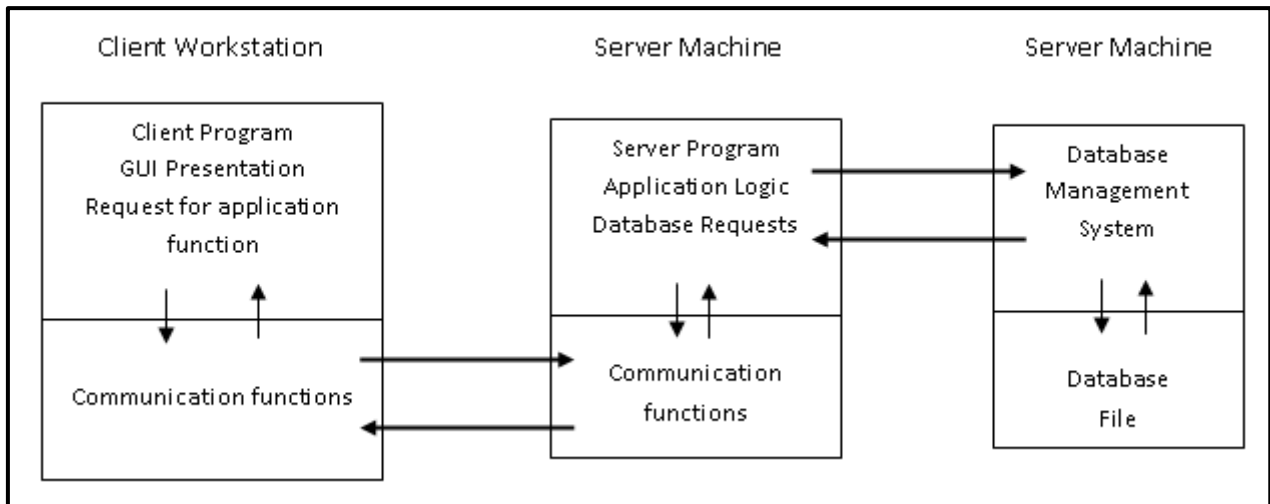 Client Workstation
Server Machine
Server Machine
Client Program
GUI Presentation
Request for application
function
Communication functions
Server Program
Application Logic
Database Requests
Communication
functions
Database
Management
System
Database
File